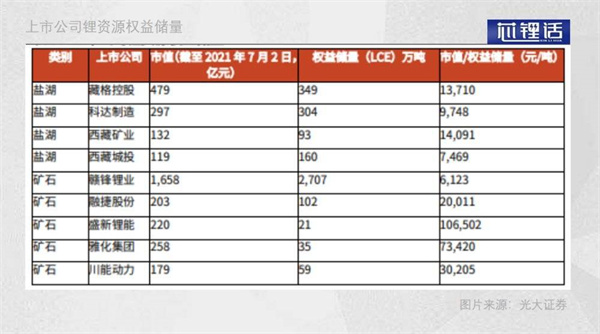 上市公司锂资源权益储量
芯锂话
类别 上市公司 市值(截至 2021 年 7 月 2 日，亿元) 权益储量（LCE）万吨 市值/权益储量（元/吨）
盐湖 藏格控股 479 349 13,710
盐湖 科达制造 297 304 9,748
盐湖 西藏矿业 132 93 14,091
盐湖 西藏城投 119 160 7,469
矿石 赣锋锂业 1,658 2,707 6,123
矿石 融捷股份 203 102 20,011
矿石 盛新锂能 220 21 106,502
矿石 雅化集团 258 35 73,420
矿石 川能动力 179 59 30,205
图片来源：光大证券